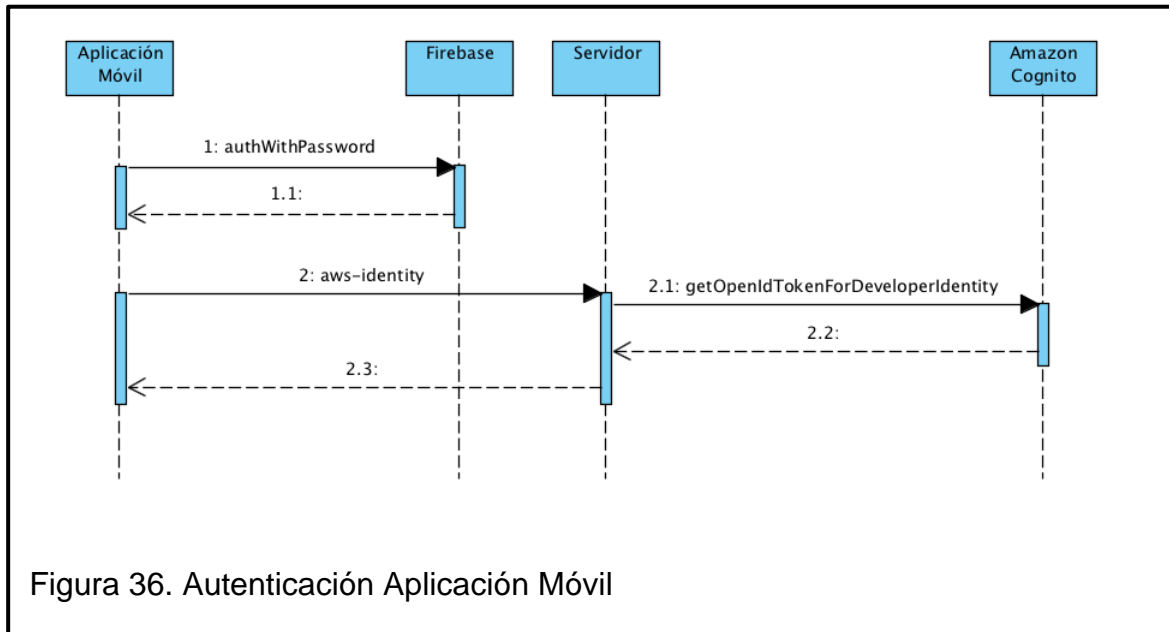 Aplicación
Móvil
Firebase
Servidor
Amazon
Cognito
1: authWithPassword
1.1:
2: aws-identity
2.1: getOpenIdTokenForDeveloperIdentity
2.2:
2.3:
Figura 36. Autenticación Aplicación Móvil